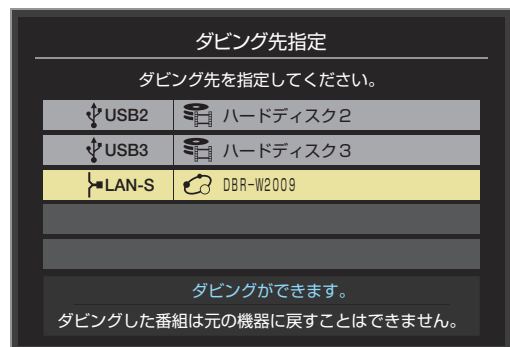 ダビング先指定
ダビング先を指定してください。
USB2 ハードディスク2
USB3 ハードディスク3
LAN-S DBR-W2009
ダビングができます。
ダビングした番組は元の機器に戻すことはできません。